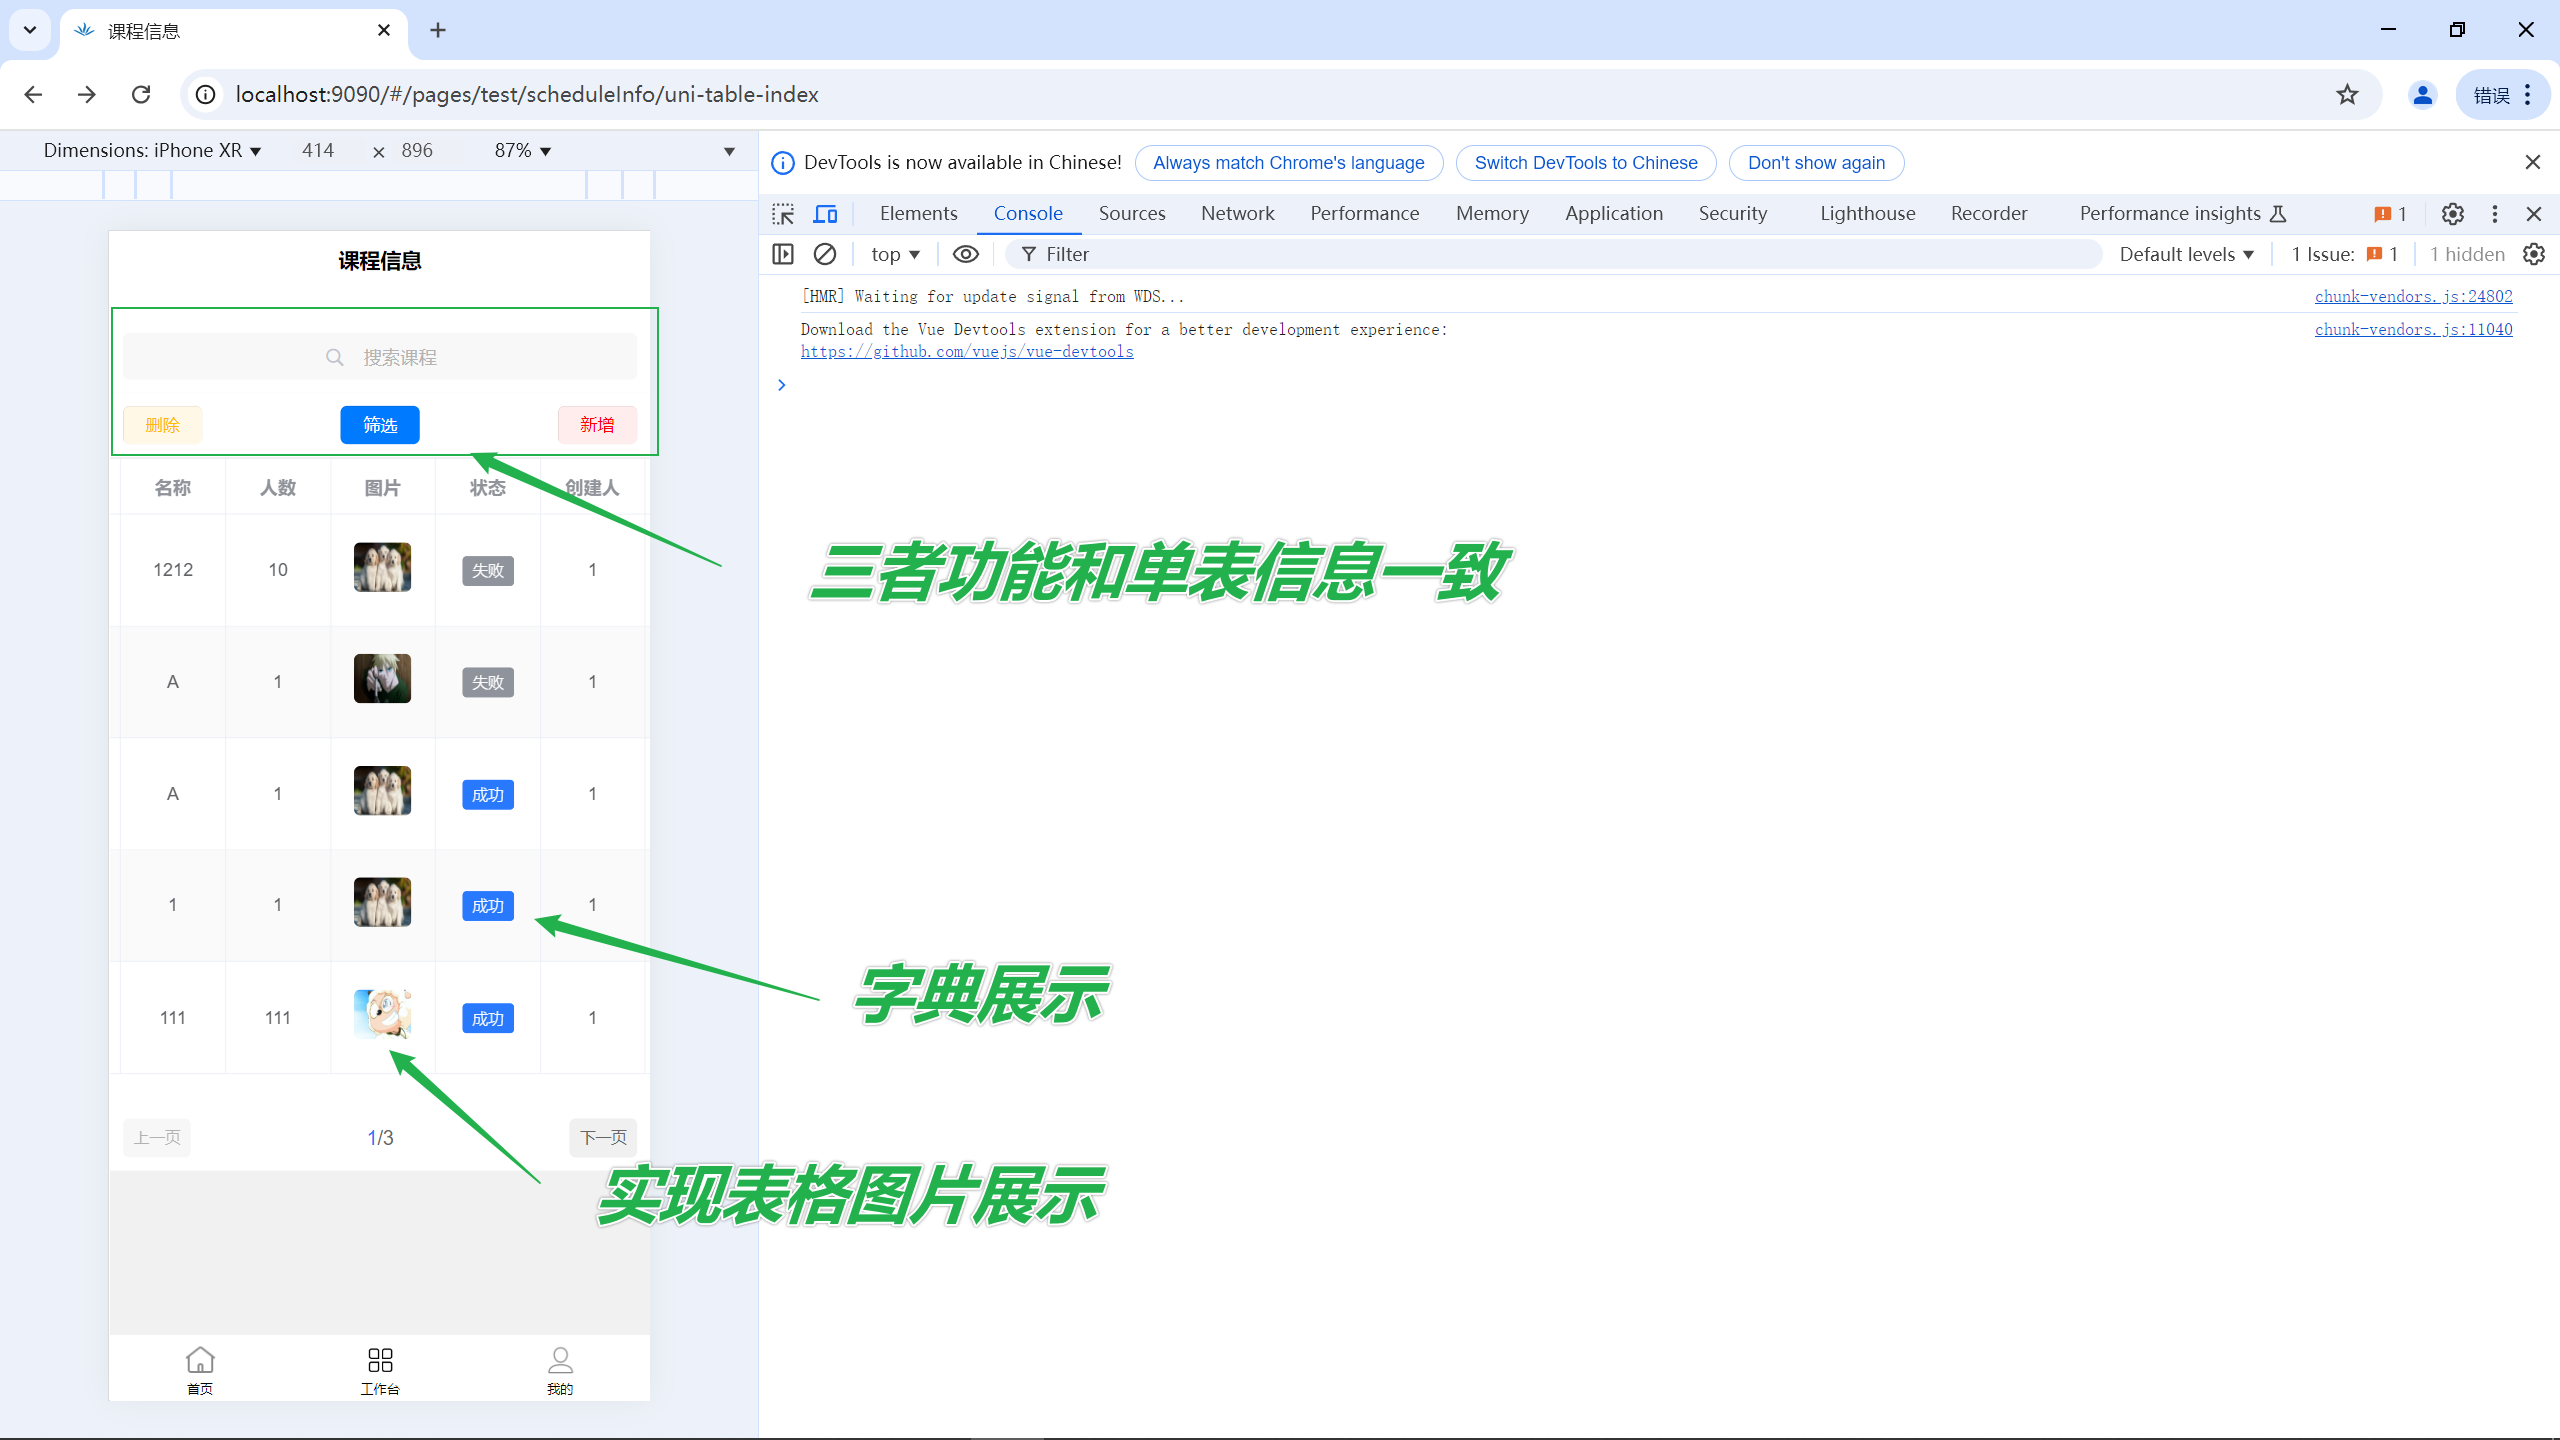 课程信息
localhost:9090/#/pages/test/scheduleInfo/uni-table-index
错误
Dimensions: iPhone XR 414 × 896 87%
DevTools is now available in Chinese! Always match Chrome's language Switch DevTools to Chinese Don't show again
Elements Console Sources Network Performance Memory Application Security Lighthouse Recorder Performance insights 1
top Filter Default levels 1 Issue: 1 1 hidden
[HMR] Waiting for update signal from WDS... chunk-vendors.js:24802
Download the Vue Devtools extension for a better development experience: chunk-vendors.js:11040
https://github.com/vuejs/vue-devtools
课程信息
搜索课程
删除 筛选 新增
名称 人数 图片 状态 创建人
1212 10 失败 1
三者功能和单表信息一致
A 1 失败 1
A 1 成功 1
1 1 成功 1
字典展示
111 111 成功 1
上一页 1/3 下一页
实现表格图片展示
首页 工作台 我的